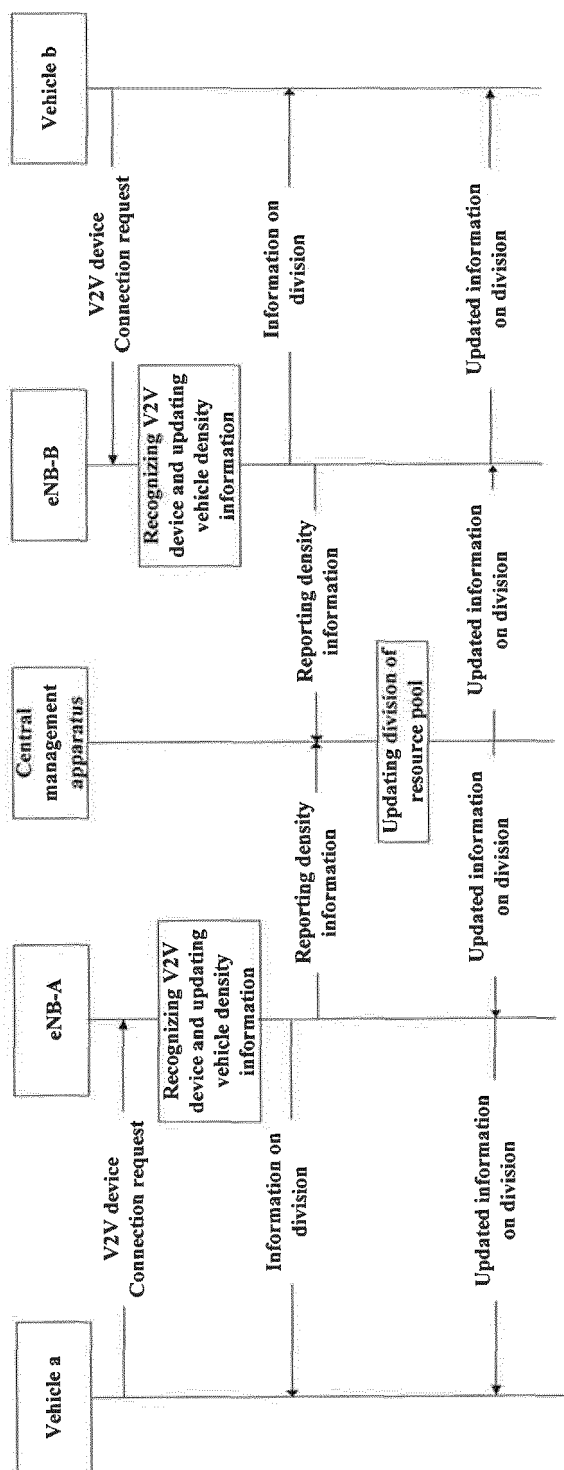 Vehicle a
eNB-A
Central
management
apparatus
eNB-B
Vehicle b
V2V device
Connection request
V2V device
Connection request
Recognizing V2V
device and updating
vehicle density
information
Recognizing V2V
device and updating
vehicle density
information
Information on
division
Information on
division
Reporting density
information
Reporting density
information
Updating division of
resource pool
Updated information
on division
Updated information
on division
Updated information
on division
Updated information
on division